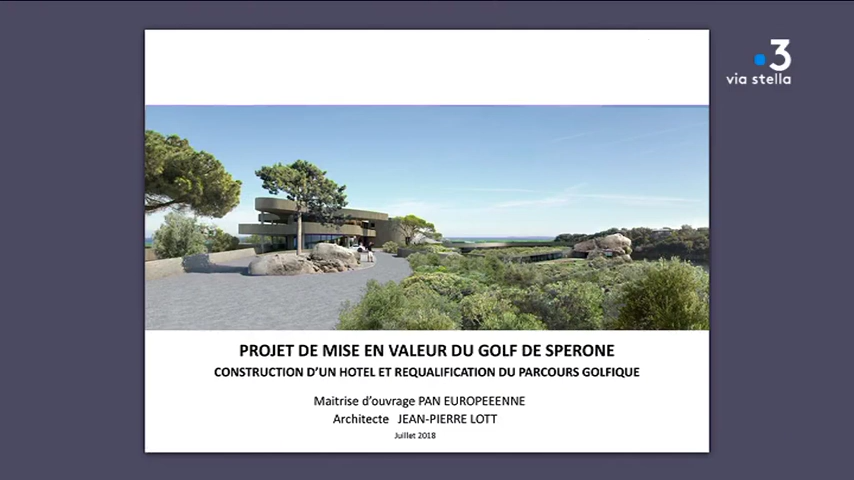 3
via stella
PROJET DE MISE EN VALEUR DU GOLF DE SPERONE
CONSTRUCTION D'UN HOTEL ET REQUALIFICATION DU PARCOURS GOLFIQUE
Maitrise d'ouvrage PAN EUROPEEENNE
Architecte JEAN-PIERRE LOTT
Juillet 2018